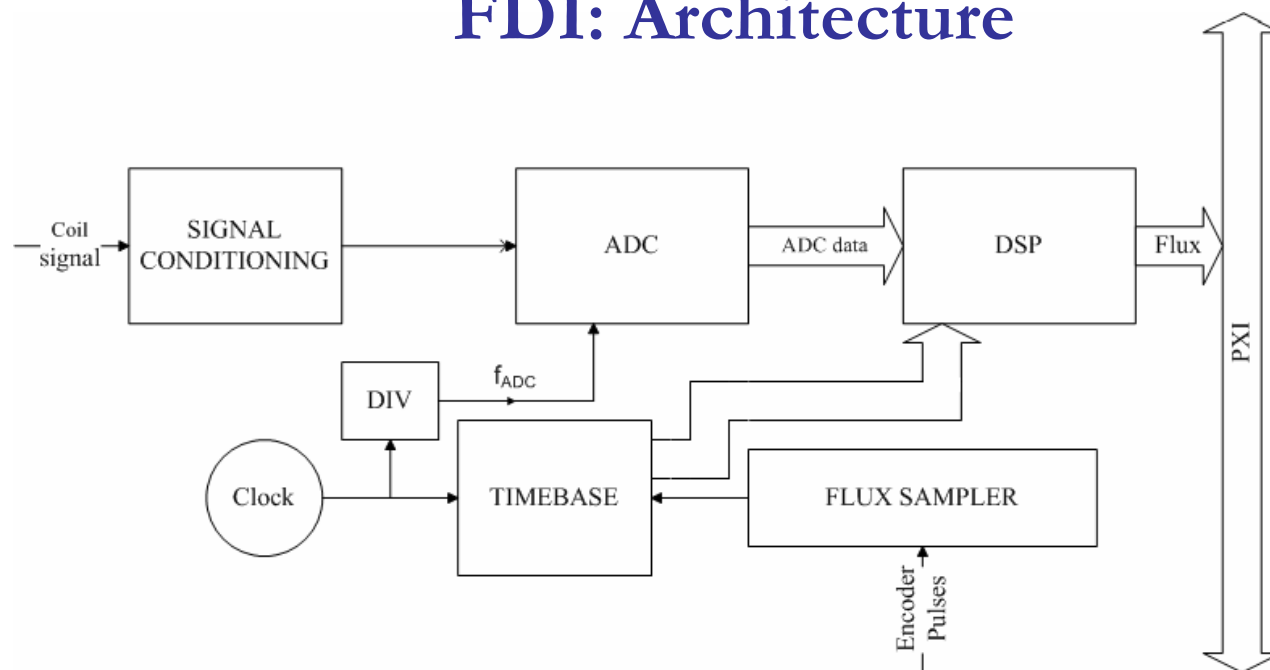 FDI: Architecture
Coil
signal
SIGNAL
CONDITIONING
ADC
ADC data
DSP
Flux
PXI
DIV
fADC
Clock
TIMEBASE
FLUX SAMPLER
Encoder
Pulses